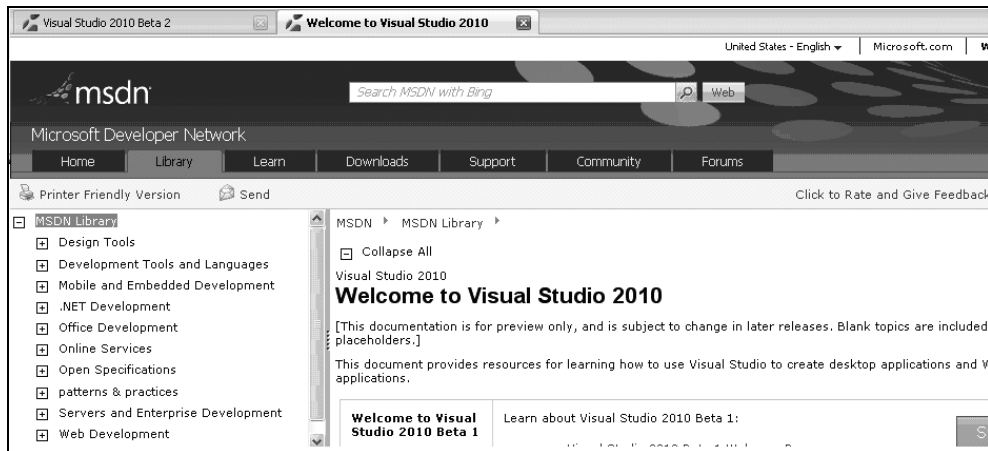 Visual Studio 2010 Beta 2
Welcome to Visual Studio 2010
United States - English
Microsoft.com
msdn
Search MSDN with Bing
Web
Microsoft Developer Network
Home Library Learn Downloads Support Community Forums
Printer Friendly Version
Send
Click to Rate and Give Feedback
MSDN Library
Design Tools
Development Tools and Languages
Mobile and Embedded Development
.NET Development
Office Development
Online Services
Open Specifications
patterns & practices
Servers and Enterprise Development
Web Development
MSDN MSDN Library
Collapse All
Visual Studio 2010
Welcome to Visual Studio 2010
[This documentation is for preview only, and is subject to change in later releases. Blank topics are included
placeholders.]
This document provides resources for learning how to use Visual Studio to create desktop applications and
applications.
Welcome to Visual
Studio 2010 Beta 1
Learn about Visual Studio 2010 Beta 1: